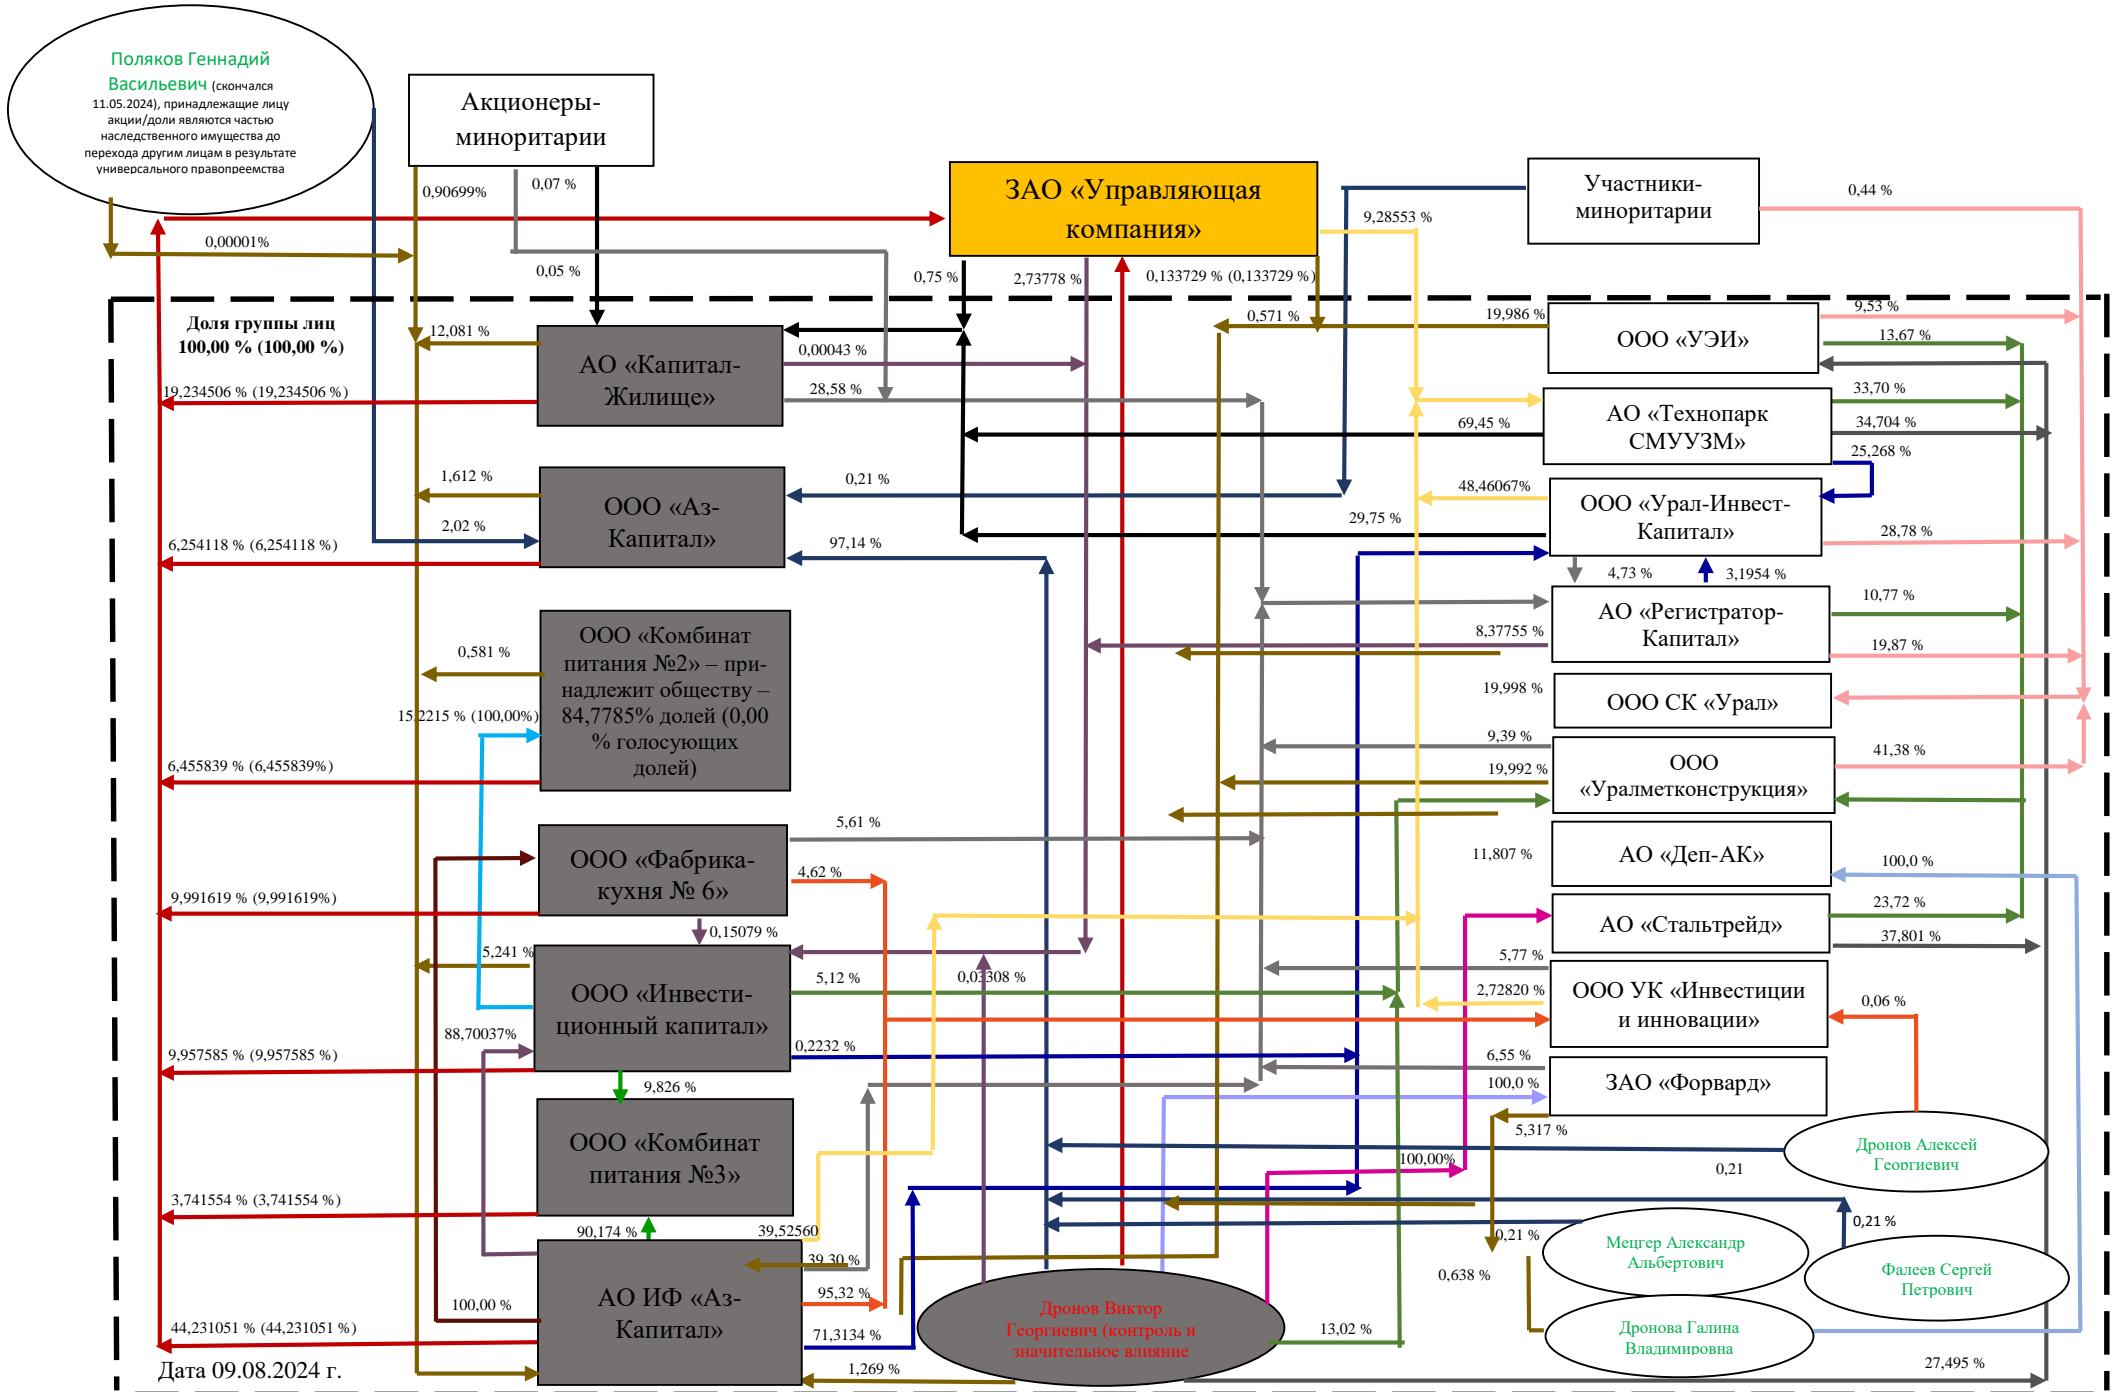 Поляков Геннадий
Васильевич (скончался
11.05.2024), принадлежащие лицу
акции/доли являются частью
наследственного имущества до
перехода другим лицам в результате
универсального правопреемства
Акционеры-
миноритарии
ЗАО «Управляющая
компания»
Участники-
миноритарии
0,44 %
0,90699%
0,07 %
9,28553 %
0,00001%
0,05 %
0,75 %
2,73778 %
0,133729 % (0,133729 %)
Доля группы лиц
100,00 % (100,00 %)
12,081 %
АО «Капитал-
Жилище»
0,00043 %
28,58 %
0,571 %
19,986 %
ООО «УЭИ»
9,53 %
13,67 %
19,234506 % (19,234506 %)
33,70 %
АО «Технопарк
СМУУЗМ»
69,45 %
34,704 %
25,268 %
1,612 %
ООО «Аз-
Капитал»
0,21 %
48,46067%
ООО «Урал-Инвест-
Капитал»
29,75 %
28,78 %
2,02 %
97,14 %
6,254118 % (6,254118 %)
4,73 %
3,1954 %
АО «Регистратор-
Капитал»
10,77 %
8,37755 %
19,87 %
ООО «Комбинат
питания №2» – при-
надлежит обществу –
84,7785% долей (0,00
% голосующих
долей)
0,581 %
15,2215 % (100,00%)
19,998 %
ООО СК «Урал»
9,39 %
41,38 %
ООО
«Уралметконструкция»
19,992 %
6,455839 % (6,455839%)
5,61 %
ООО «Фабрика-
кухня № 6»
4,62 %
11,807 %
АО «Деп-АК»
100,0 %
9,991619 % (9,991619%)
0,15079 %
АО «Стальтрейд»
23,72 %
37,801 %
5,241 %
ООО «Инвести-
ционный капитал»
5,12 %
0,03308 %
5,77 %
2,72820 %
ООО УК «Инвестиции
и инновации»
0,06 %
88,70037%
0,2232 %
9,957585 % (9,957585 %)
6,55 %
100,0 %
ЗАО «Форвард»
9,826 %
5,317 %
ООО «Комбинат
питания №3»
100,00%
0,21
Дронов Алексей
Георгиевич
3,741554 % (3,741554 %)
90,174 %
39,52560
39,30 %
0,21 %
Мецгер Александр
Альбертович
0,21 %
Фалеев Сергей
Петрович
0,638 %
100,00 %
АО ИФ «Аз-
Капитал»
95,32 %
71,3134 %
Дронов Виктор
Георгиевич (контроль и
значительное влияние
13,02 %
Дронова Галина
Владимировна
44,231051 % (44,231051 %)
1,269 %
27,495 %
Дата 09.08.2024 г.